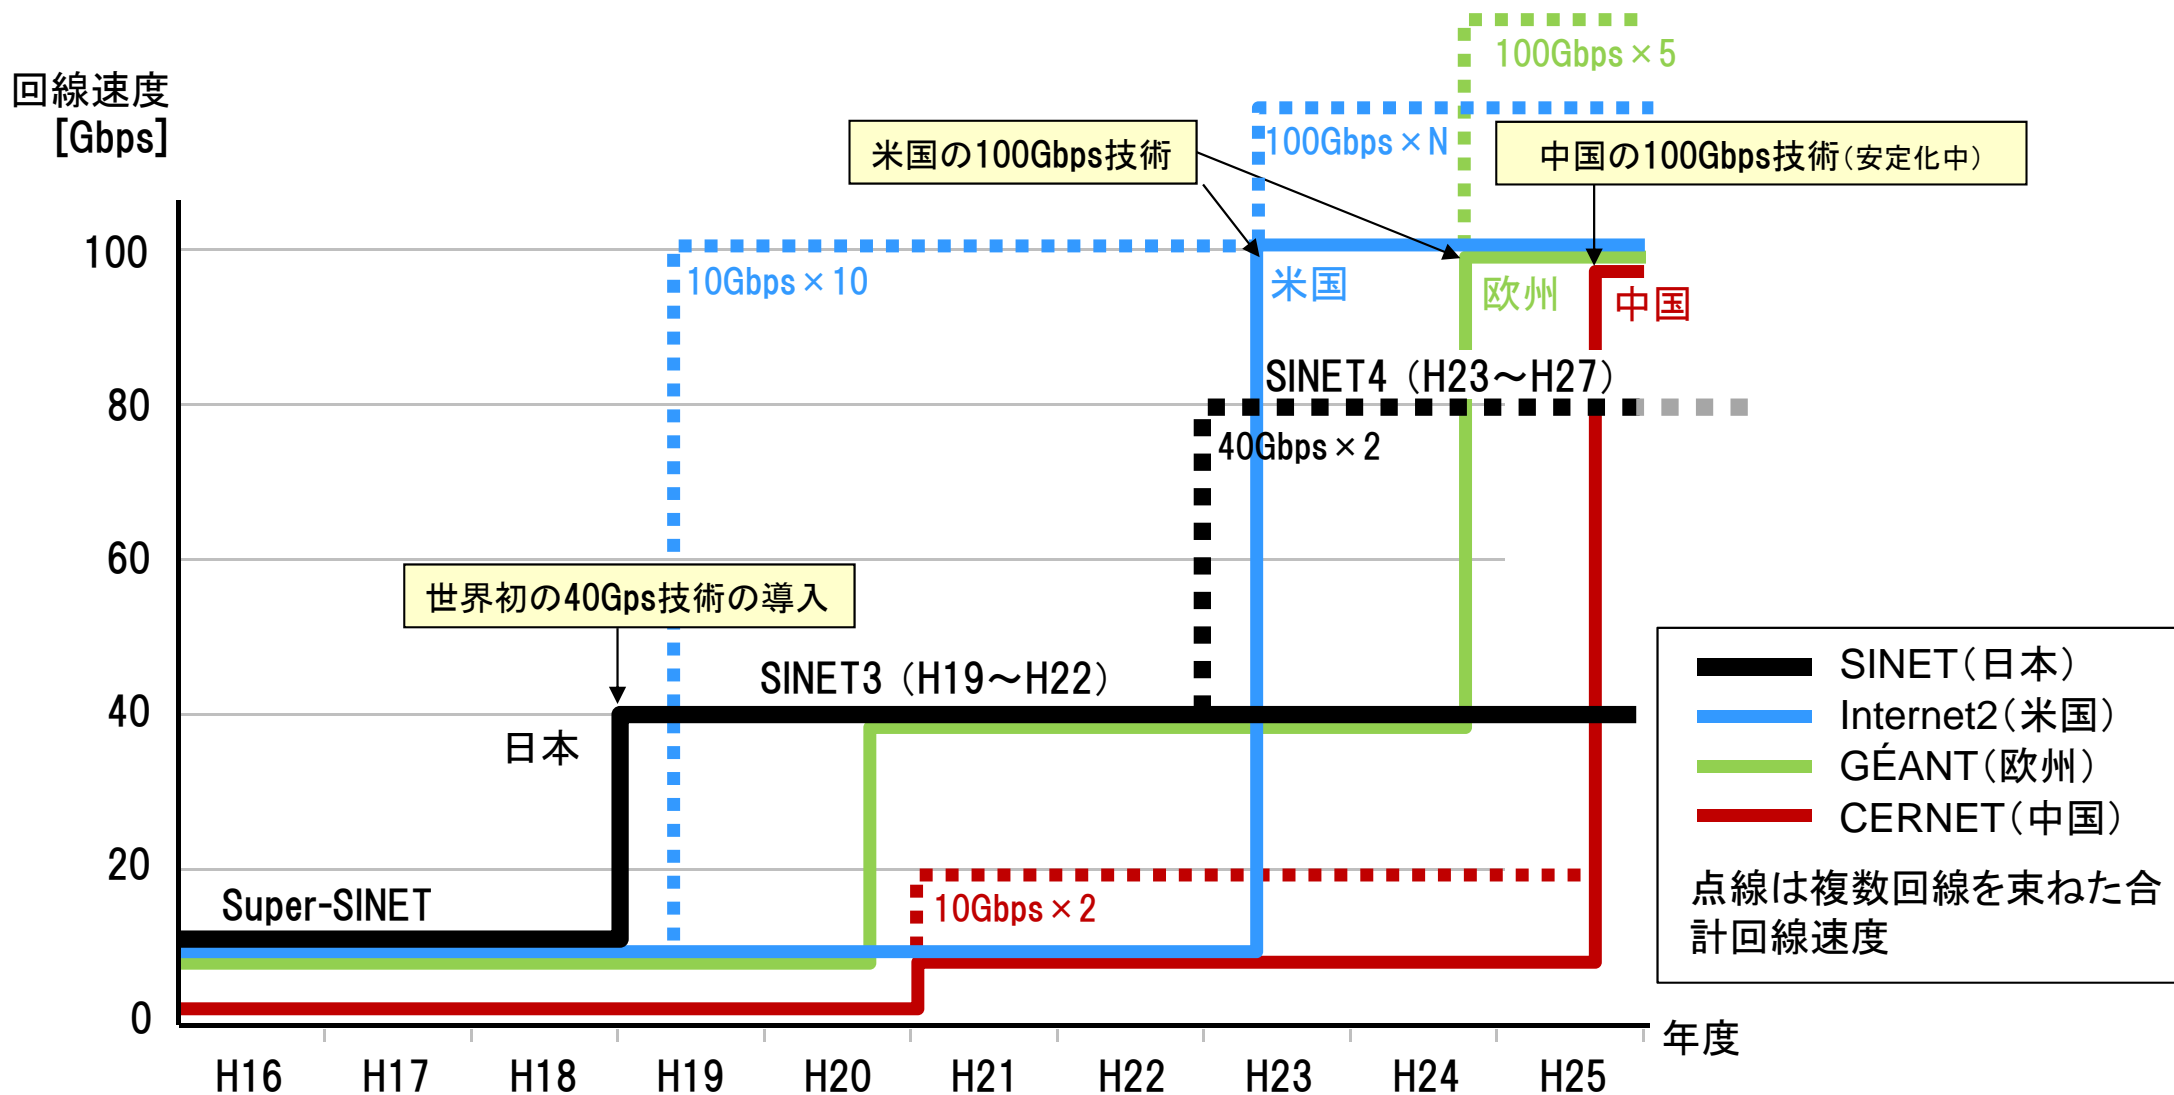 100Gbps×5
回線速度
[Gbps]
米国の100Gbps技術
100Gbps×N
中国の100Gbps技術(安定化中)
100
10Gbps×10
米国
欧州
中国
SINET4(H23～H27)
80
40Gbps×2
60
世界初の40Gps技術の導入
SINET3(H19～H22)
40
日本
20
Super-SINET
10Gbps×2
0
H16 H17 H18 H19 H20 H21 H22 H23 H24 H25
年度
SINET(日本)
Internet2(米国)
GÉANT(欧州)
CERNET(中国)
点線は複数回線を束ねた合
計回線速度